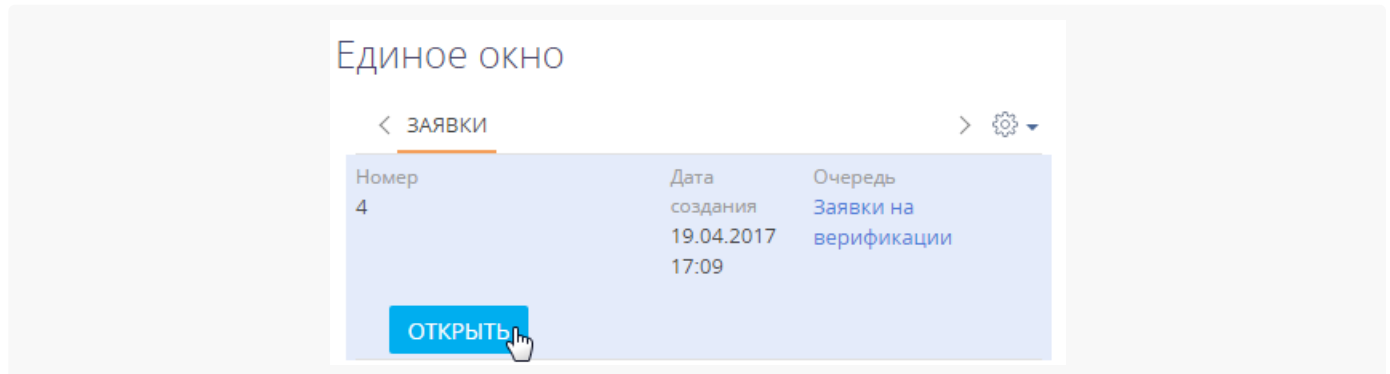 Единое окно
ЗАЯВКИ
Номер
4
Дата
создания
19.04.2017
17:09
Очередь
Заявки на
верификации
ОТКРЫТЬ